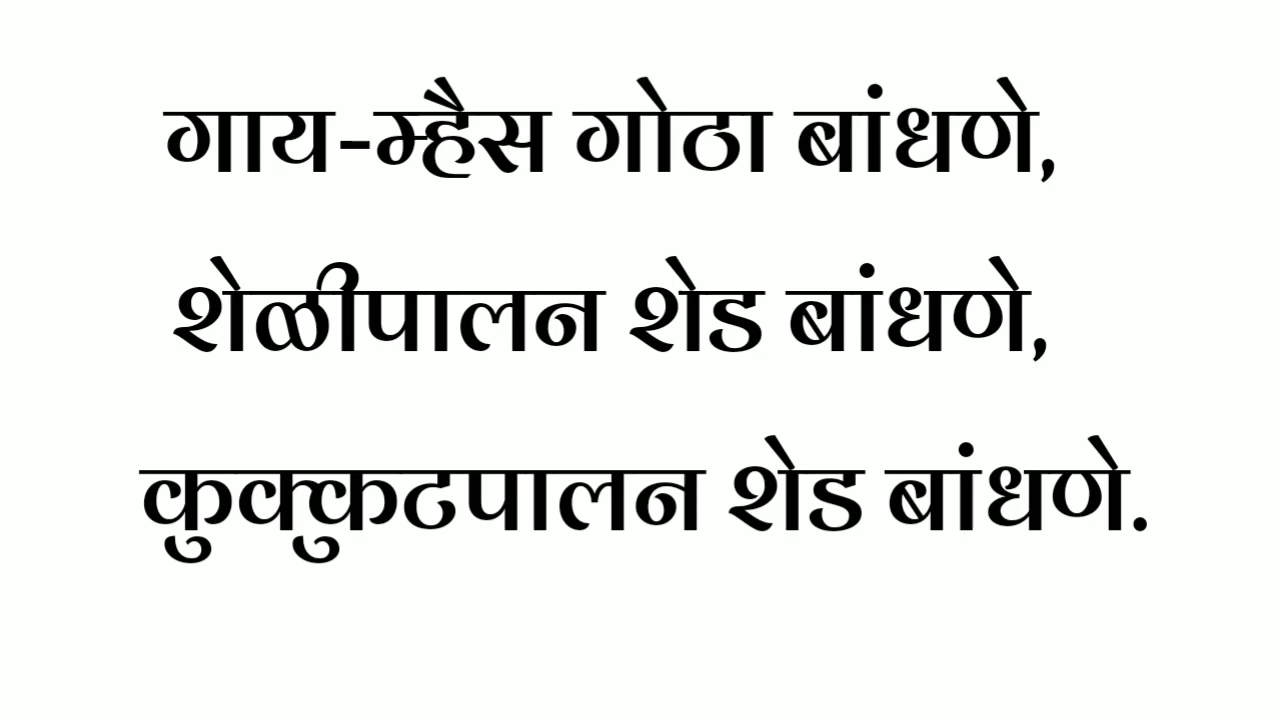 गाय-म्हैस गोठा बांधणे,
शेळीपालन शेड बांधणे,
कुक्कुटपालन शेड बांधणे.